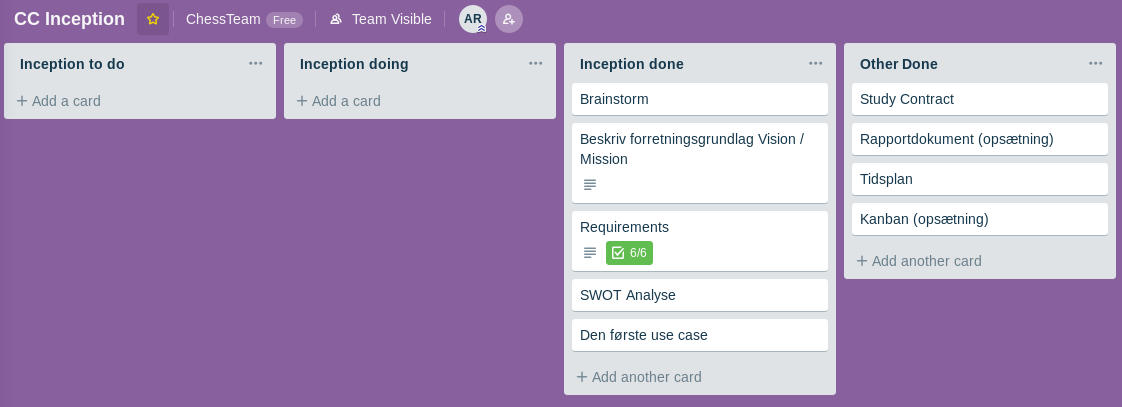 CC Inception
ChessTeam Free
Team Visible
AR
Inception to do
Add a card
Inception doing
Add a card
Inception done
Brainstorm
Beskriv forretningsgrundlag Vision /
Mission
Requirements
6/6
SWOT Analyse
Den første use case
Add another card
Other Done
Study Contract
Rapportdokument (opsætning)
Tidsplan
Kanban (opsætning)
Add another card